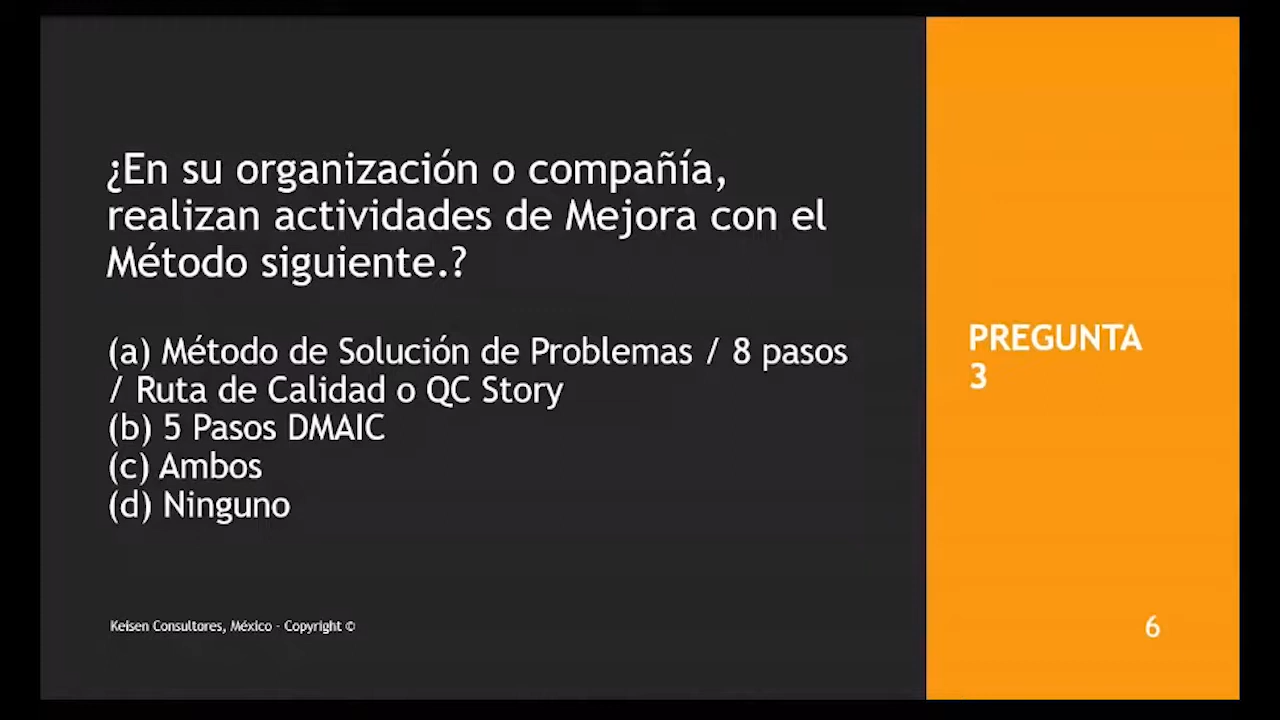 ¿En su organización o compañía,
realizan actividades de Mejora con el
Método siguiente.?
(a) Método de Solución de Problemas / 8 pasos
/ Ruta de Calidad o QC Story
(b) 5 Pasos DMAIC
(c) Ambos
(d) Ninguno
PREGUNTA
3
Keisen Consultores, México - Copyright ©
6